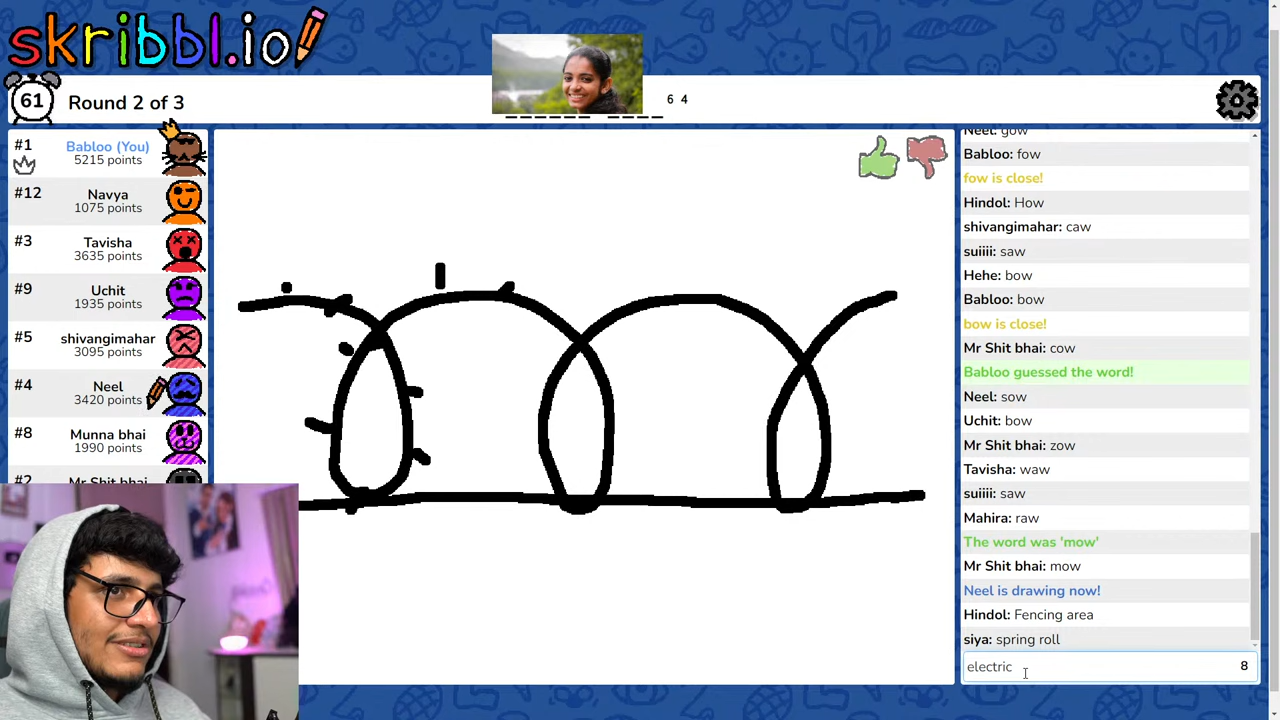 skribbl.io
61
Round 2 of 3
6 4
#1
Babloo (You)
5215 points
#12
Navya
1075 points
#3
Tavisha
3635 points
#9
Uchit
1935 points
#5
shivangimahar
3095 points
#4
Neel
3420 points
#8
Munna bhai
1990 points
Neel: gow
Babloo: fow
fow is close!
Hindol: How
shivangimahar: caw
suiiii: saw
Hehe: bow
Babloo: bow
bow is close!
Mr Shit bhai: cow
Babloo guessed the word!
Neel: sow
Uchit: bow
Mr Shit bhai: zow
Tavisha: waw
suiiii: saw
Mahira: raw
The word was 'mow'
Mr Shit bhai: mow
Neel is drawing now!
Hindol: Fencing area
siya: spring roll
electric
8